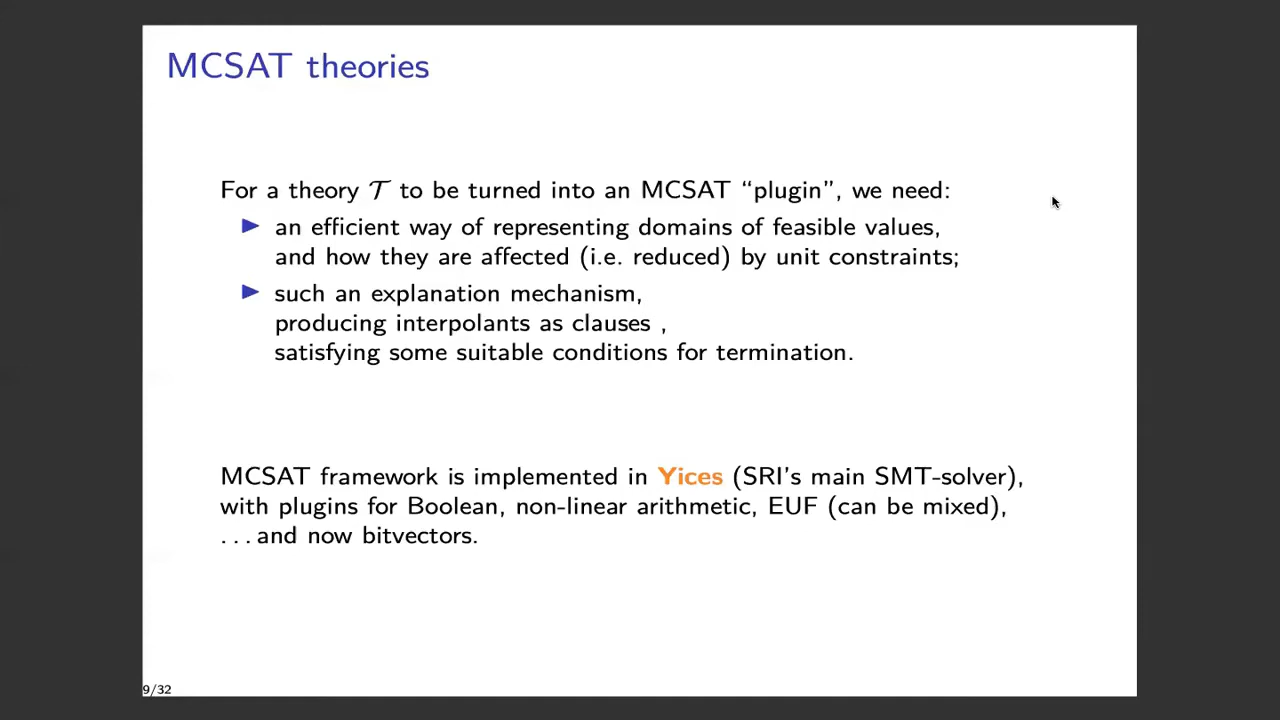 MCSAT theories
For a theory 𝒯 to be turned into an MCSAT “plugin”, we need:
▶ an efficient way of representing domains of feasible values,
and how they are affected (i.e. reduced) by unit constraints;
▶ such an explanation mechanism,
producing interpolants as clauses ,
satisfying some suitable conditions for termination.
MCSAT framework is implemented in Yices (SRI’s main SMT-solver),
with plugins for Boolean, non-linear arithmetic, EUF (can be mixed),
...and now bitvectors.
9/32